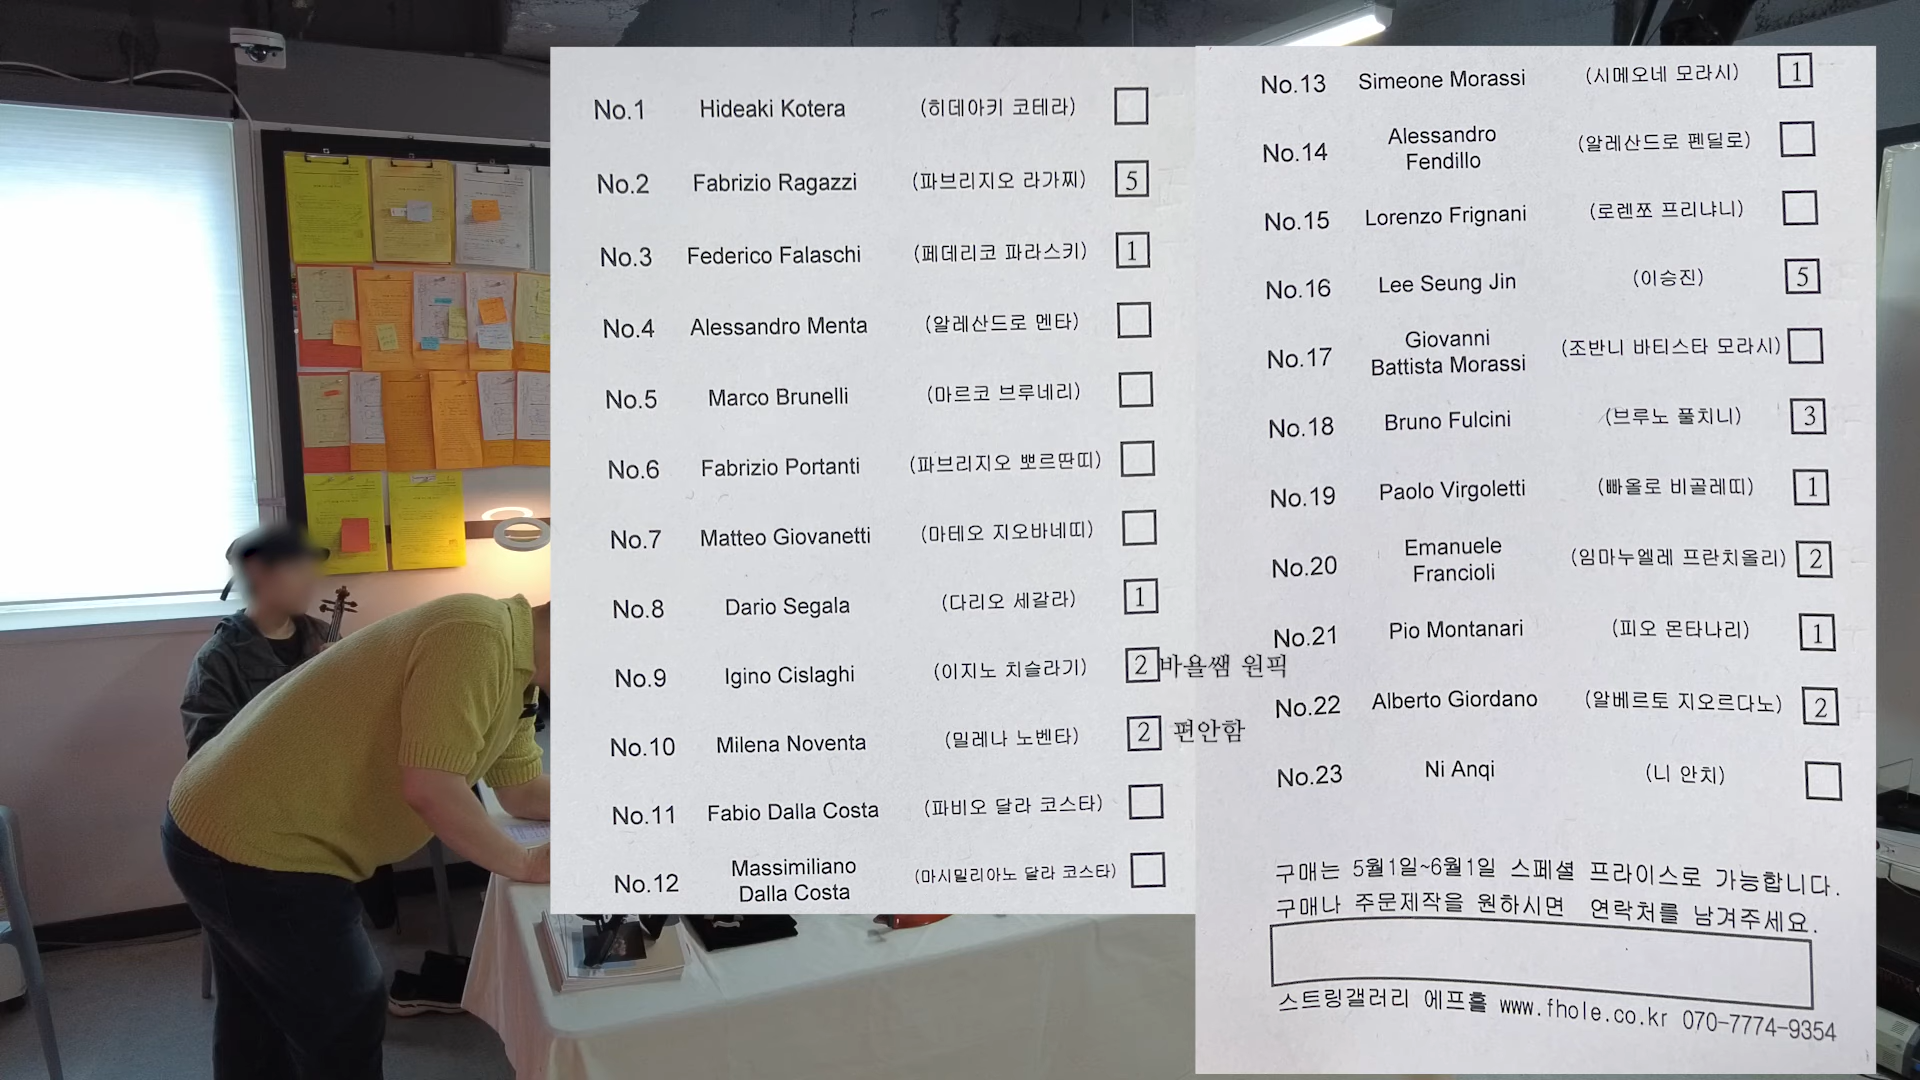 No.1 Hideaki Kotera (히데아키 코테라)
No.2 Fabrizio Ragazzi (파브리지오 라가찌) 5
No.3 Federico Falaschi (페데리코 파라스키) 1
No.4 Alessandro Menta (알레산드로 멘타)
No.5 Marco Brunelli (마르코 브루네리)
No.6 Fabrizio Portanti (파브리지오 뽀르딴띠)
No.7 Matteo Giovanetti (마테오 지오바네띠)
No.8 Dario Segala (다리오 세갈라) 1
No.9 Igino Cislaghi (이지노 치슬라기) 2 바욜쌤 원픽
No.10 Milena Noventa (밀레나 노벤타) 2 편안함
No.11 Fabio Dalla Costa (파비오 달라 코스타)
No.12 Massimiliano Dalla Costa (마시밀리아노 달라 코스타)
No.13 Simeone Morassi (시메오네 모라시) 1
No.14 Alessandro Fendillo (알레산드로 펜딜로)
No.15 Lorenzo Frignani (로렌쪼 프리냐니)
No.16 Lee Seung Jin (이승진) 5
No.17 Giovanni Battista Morassi (조반니 바티스타 모라시)
No.18 Bruno Fulcini (브루노 풀치니) 3
No.19 Paolo Virgoletti (빠올로 비골레띠) 1
No.20 Emanuele Francioli (임마누엘레 프란치올리) 2
No.21 Pio Montanari (피오 몬타나리) 1
No.22 Alberto Giordano (알베르토 지오르다노) 2
No.23 Ni Anqi (니 안치)
구매는 5월1일~6월1일 스페셜 프라이스로 가능합니다.
구매나 주문제작을 원하시면 연락처를 남겨주세요.
스트링갤러리 에프홀 www.fhole.co.kr 070-7774-9354